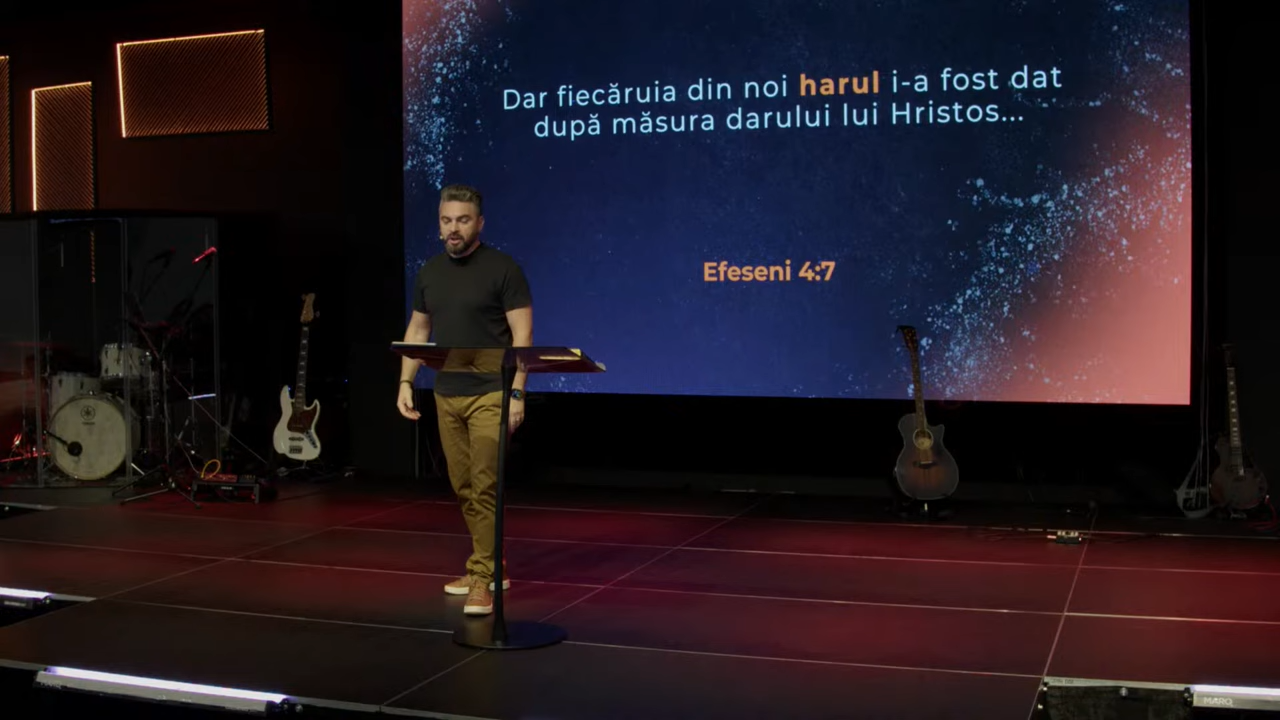 Dar fiecăruia din noi harul i-a fost dat
după măsura darului lui Hristos...
Efeseni 4:7